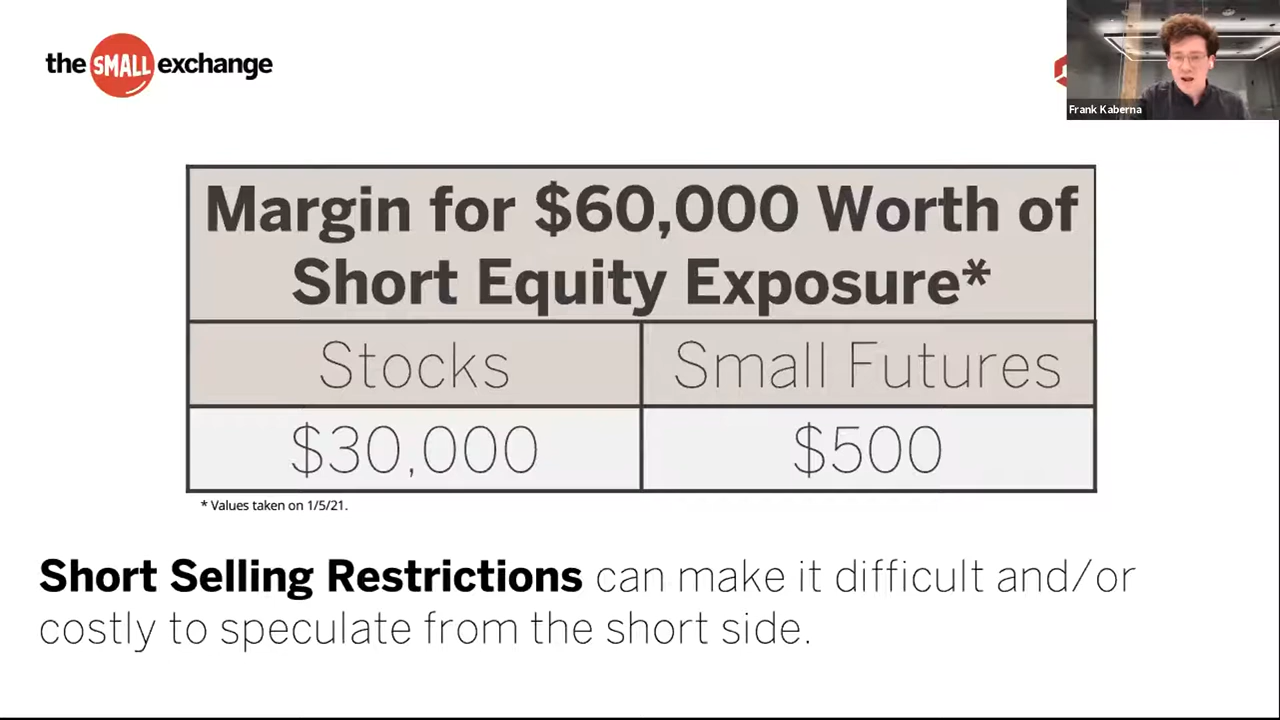 the SMALL exchange
Frank Kaberna
Margin for $60,000 Worth of
Short Equity Exposure*
Stocks
Small Futures
$30,000
$500
* Values taken on 1/5/21.
Short Selling Restrictions can make it difficult and/or
costly to speculate from the short side.